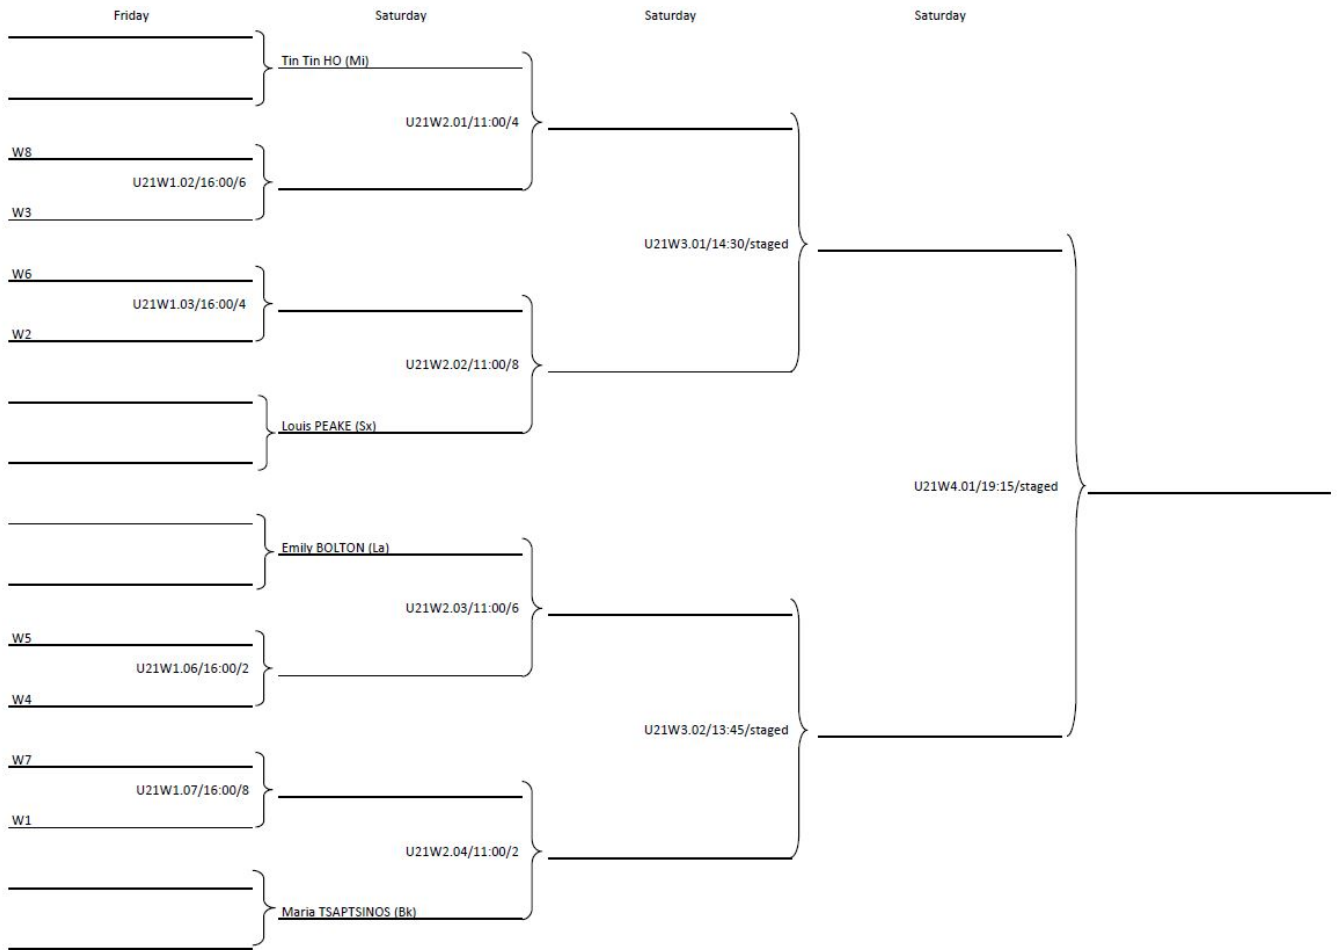 Friday Saturday Saturday Saturday
Tin Tin HO (Mi)
U21W2.01/11:00/4
W8
U21W1.02/16:00/6
W3
U21W3.01/14:30/staged
W6
U21W1.03/16:00/4
W2
U21W2.02/11:00/8
Louis PEAKE (Sx)
U21W4.01/19:15/staged
Emily BOLTON (La)
U21W2.03/11:00/6
W5
U21W1.06/16:00/2
W4
U21W3.02/13:45/staged
W7
U21W1.07/16:00/8
W1
U21W2.04/11:00/2
Maria TSAPTSINOS (Bk)